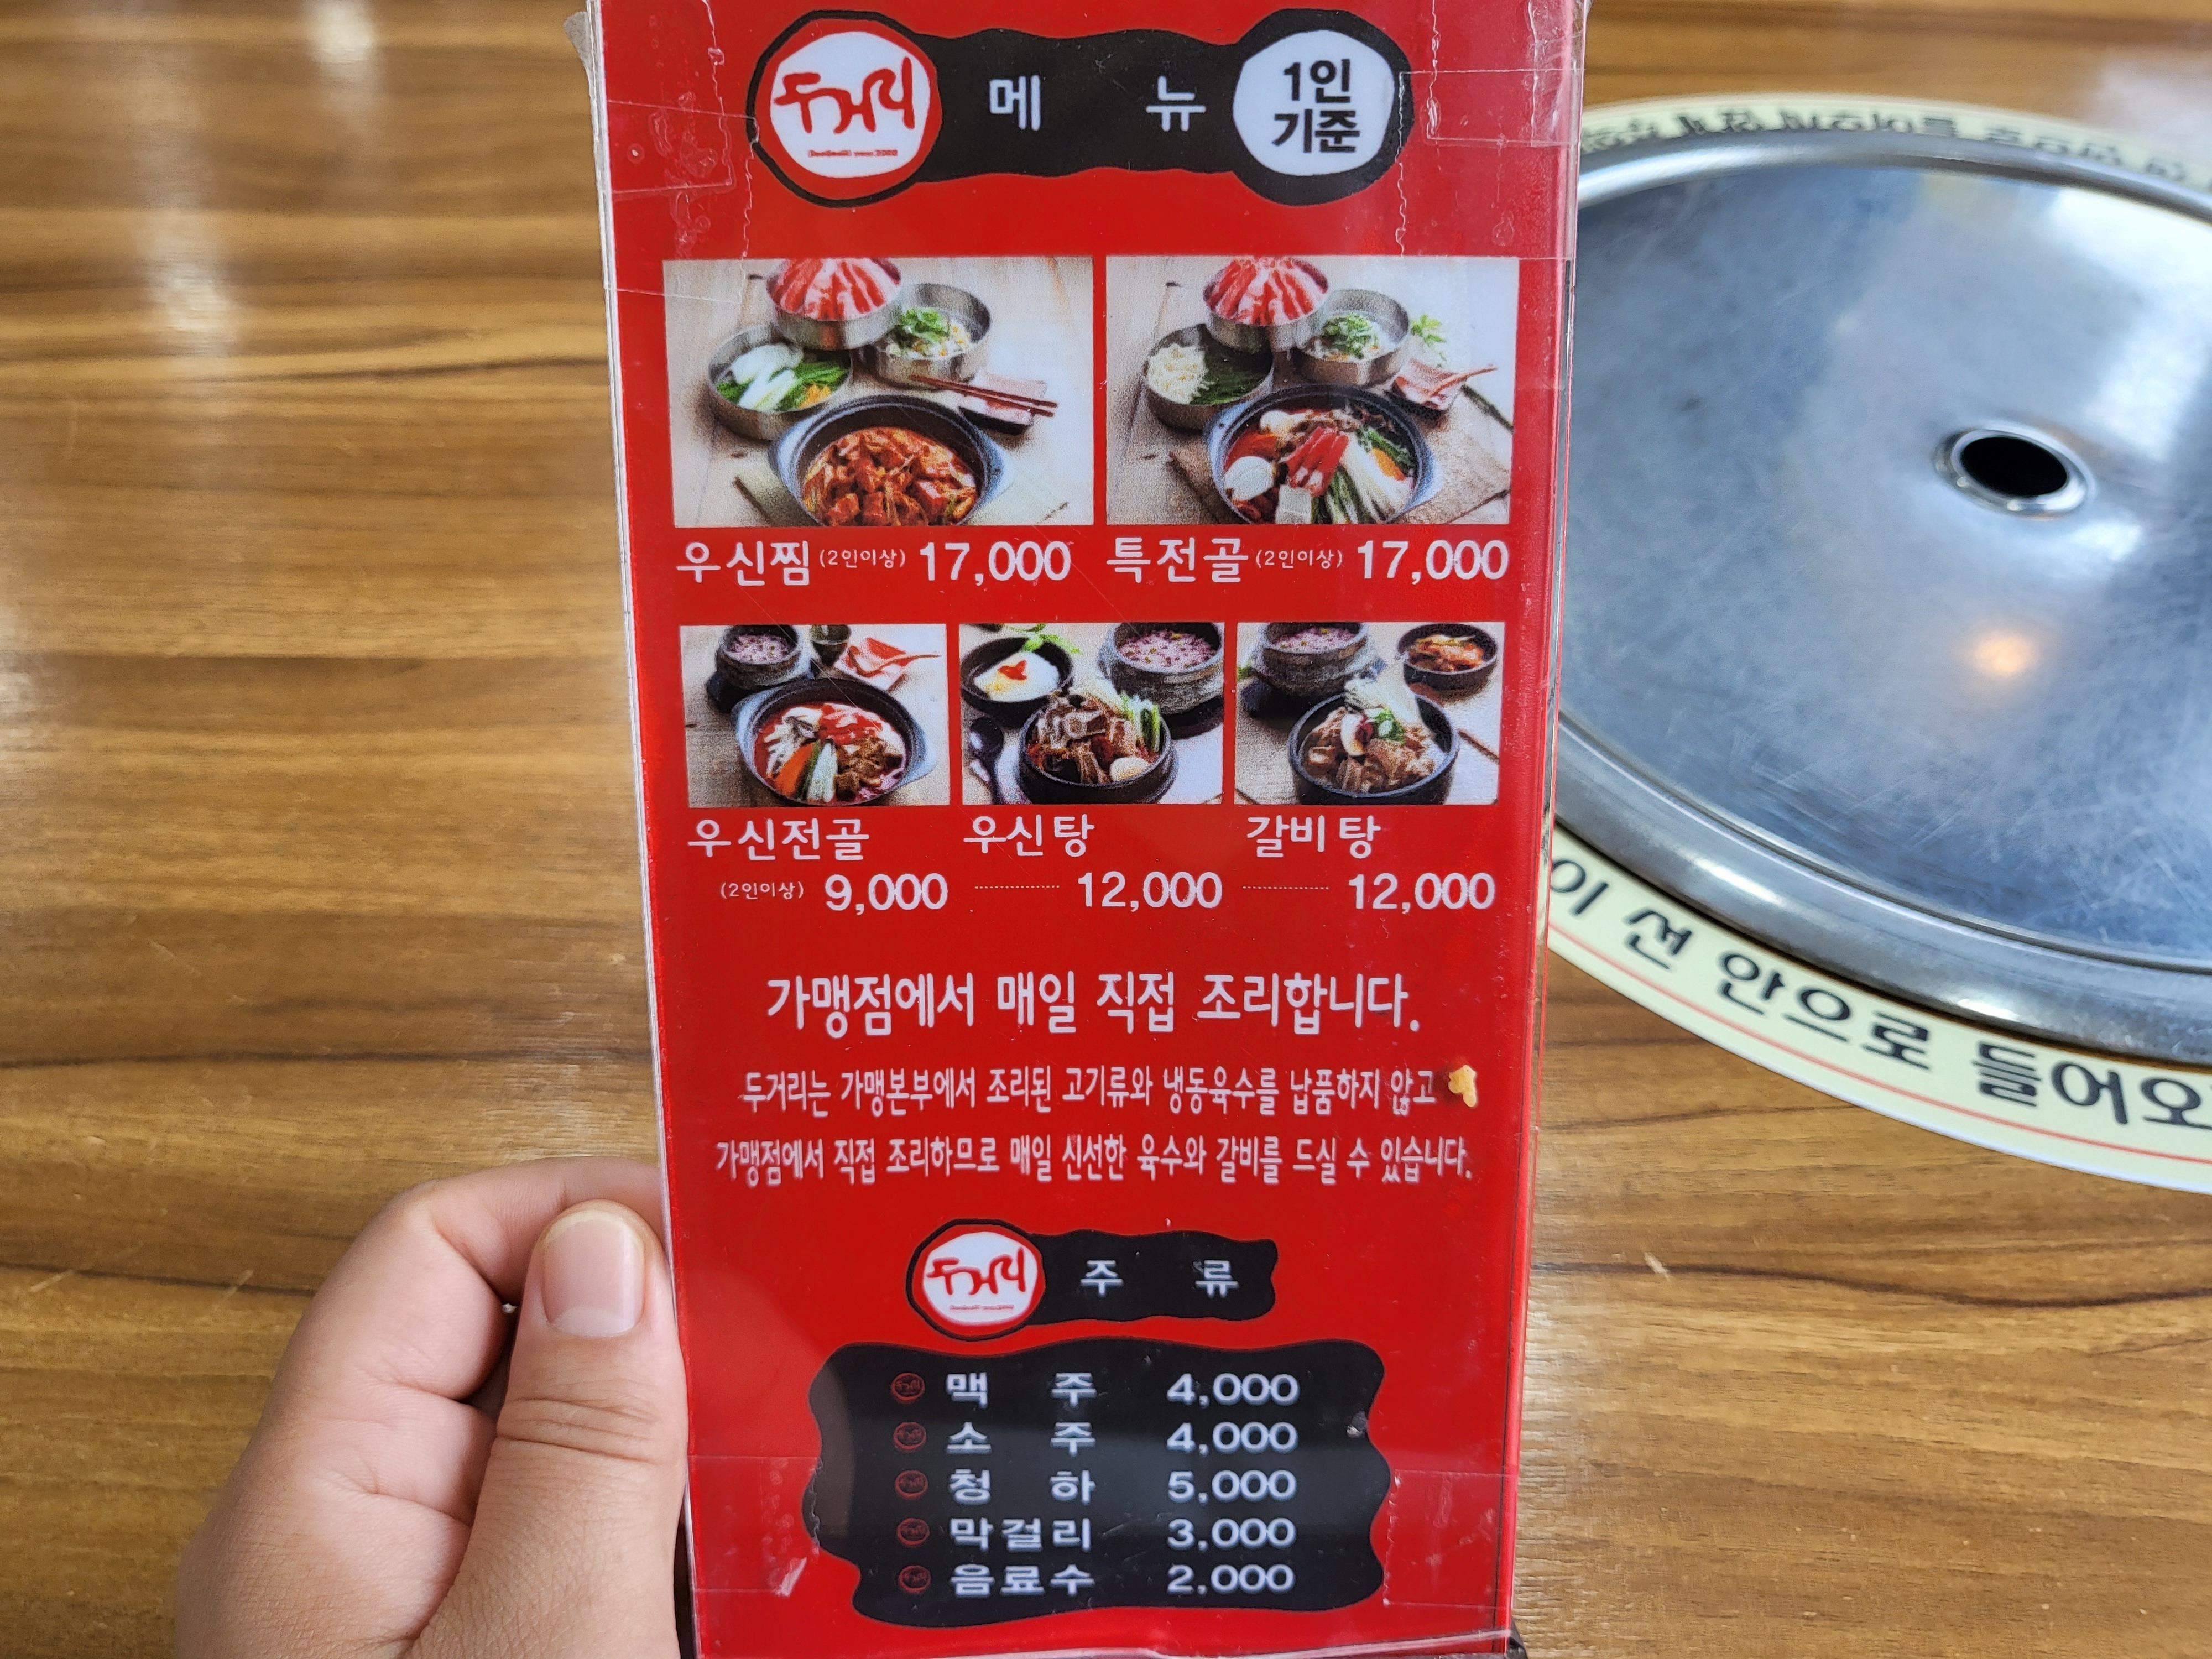 두거리 메뉴 1인
기준
우신찜 (2인이상) 17,000 특전골 (2인이상) 17,000
우신전골 우신탕 갈비탕
(2인이상) 9,000 12,000 12,000
가맹점에서 매일 직접 조리합니다.
두거리는 가맹본부에서 조리된 고기류와 냉동육수를 납품하지 않고
가맹점에서 직접 조리하므로 매일 신선한 육수와 갈비를 드실 수 있습니다.
두거리 주류
맥주 4,000
소주 4,000
청하 5,000
막걸리 3,000
음료수 2,000
이 선 안으로 들어오